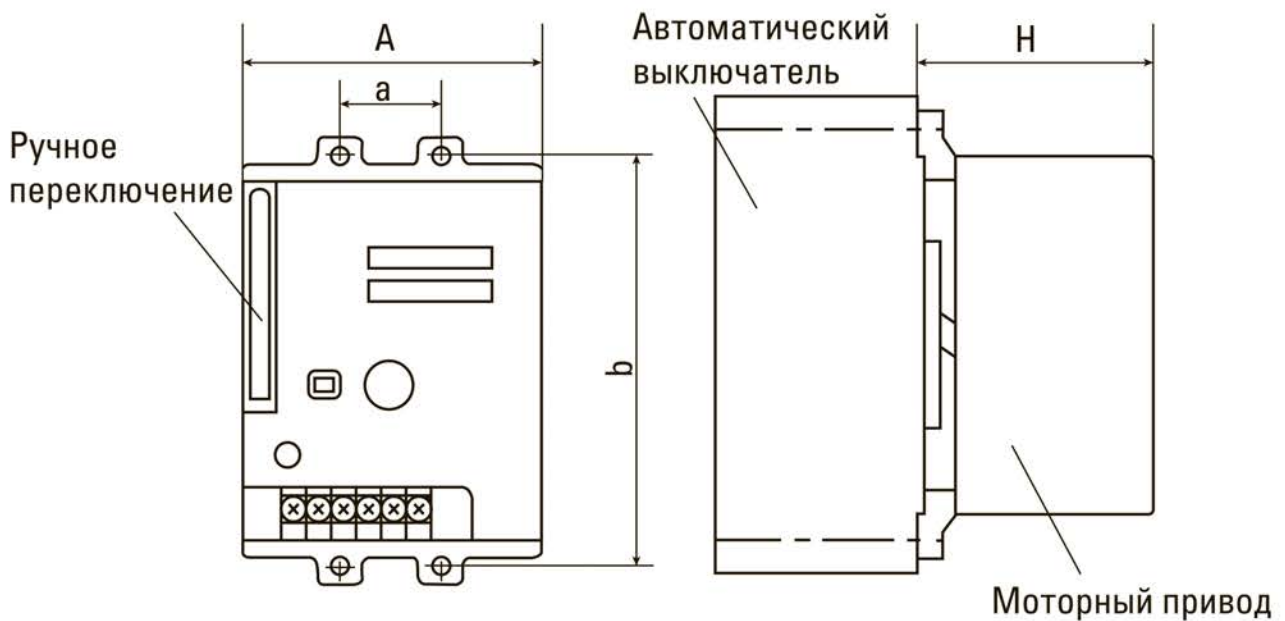 A
a
Автоматический
выключатель
H
Ручное
переключение
b
Моторный привод